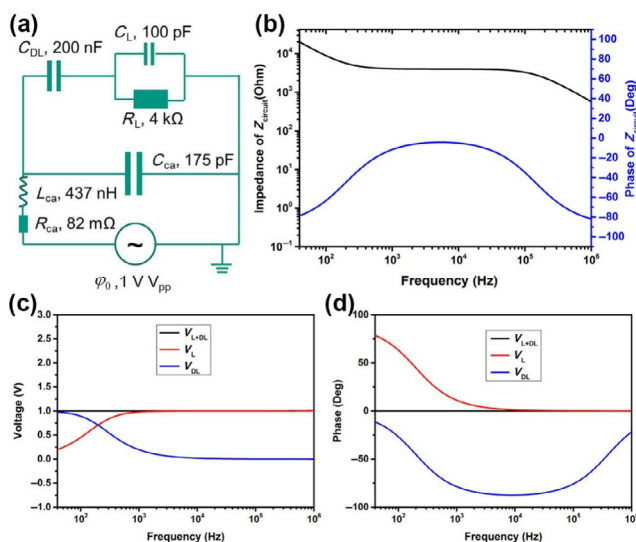 (a)
C_L, 100 pF
C_DL, 200 nF
R_L, 4 kΩ
C_ca, 175 pF
L_ca, 437 nH
R_ca, 82 mΩ
~
φ_0, 1 V V_pp
(b)
Impedance of Z_circuit(Ohm)
10^4
10^3
10^2
10^1
10^0
10^−1
10^2 10^3 10^4 10^5 10^6
Frequency (Hz)
100
80
60
40
20
0
−20
−40
−60
−80
−100
Phase of Z_circuit(Deg)
(c)
Voltage (V)
3.0
2.5
2.0
1.5
1.0
0.5
0.0
−0.5
−1.0
V_L+DL
V_L
V_DL
10^2 10^3 10^4 10^5 10^6
Frequency (Hz)
(d)
Phase (Deg)
100
50
0
−50
−100
V_L+DL
V_L
V_DL
10^2 10^3 10^4 10^5 10^6
Frequency (Hz)